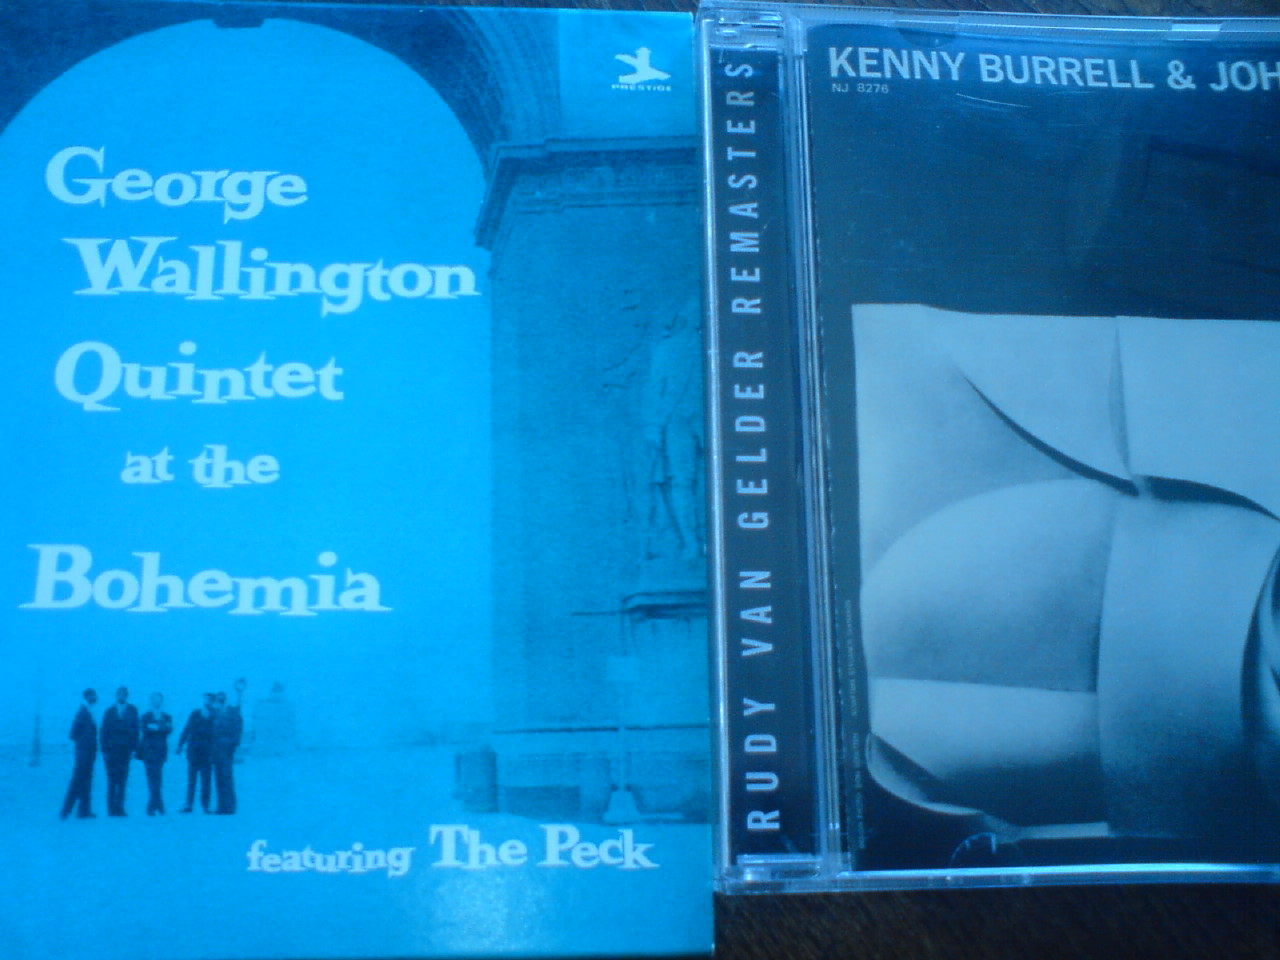 PRESTIGE
George
Wallington
Quintet
at the
Bohemia
featuring The Peck
RUDY VAN GELDER REMASTERS
KENNY BURRELL & JOH
NJ 8276